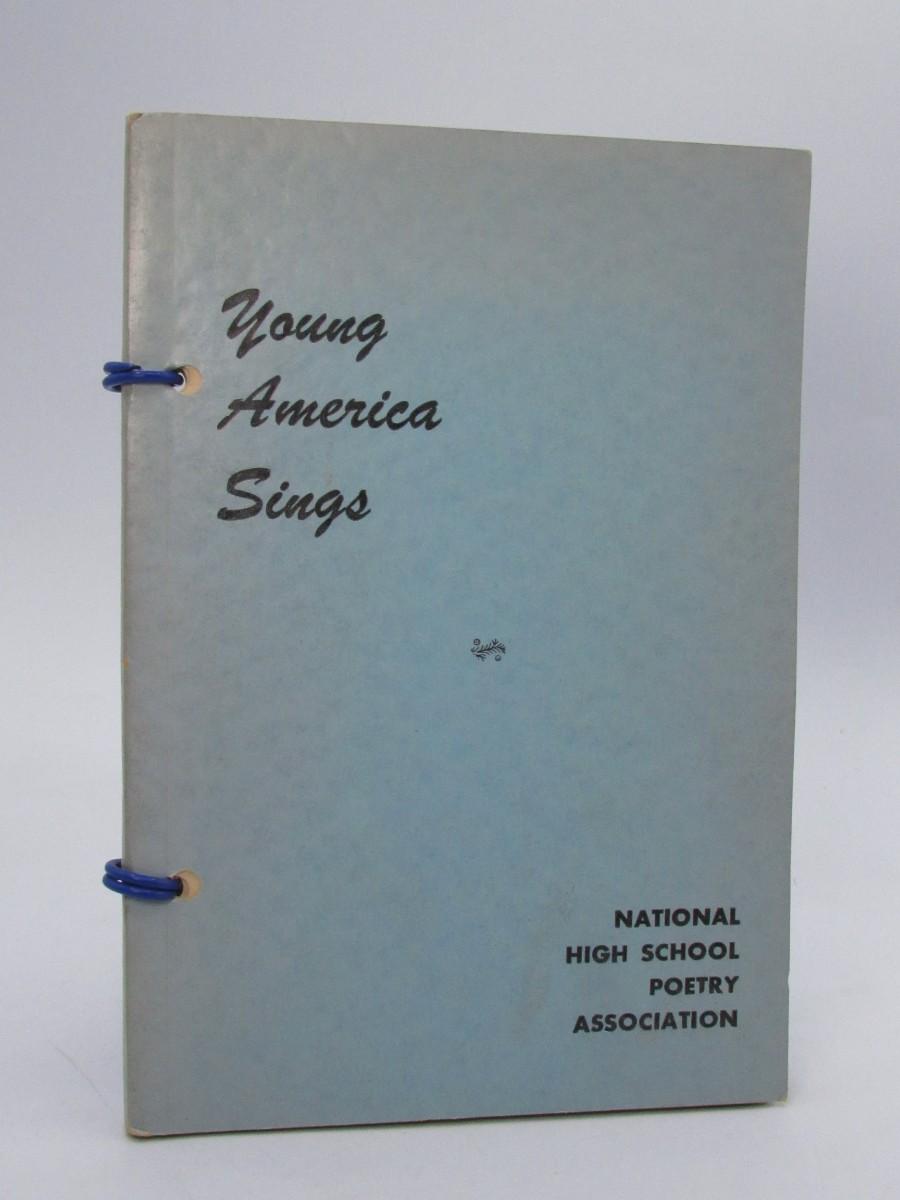 Young
America
Sings
NATIONAL
HIGH SCHOOL
POETRY
ASSOCIATION